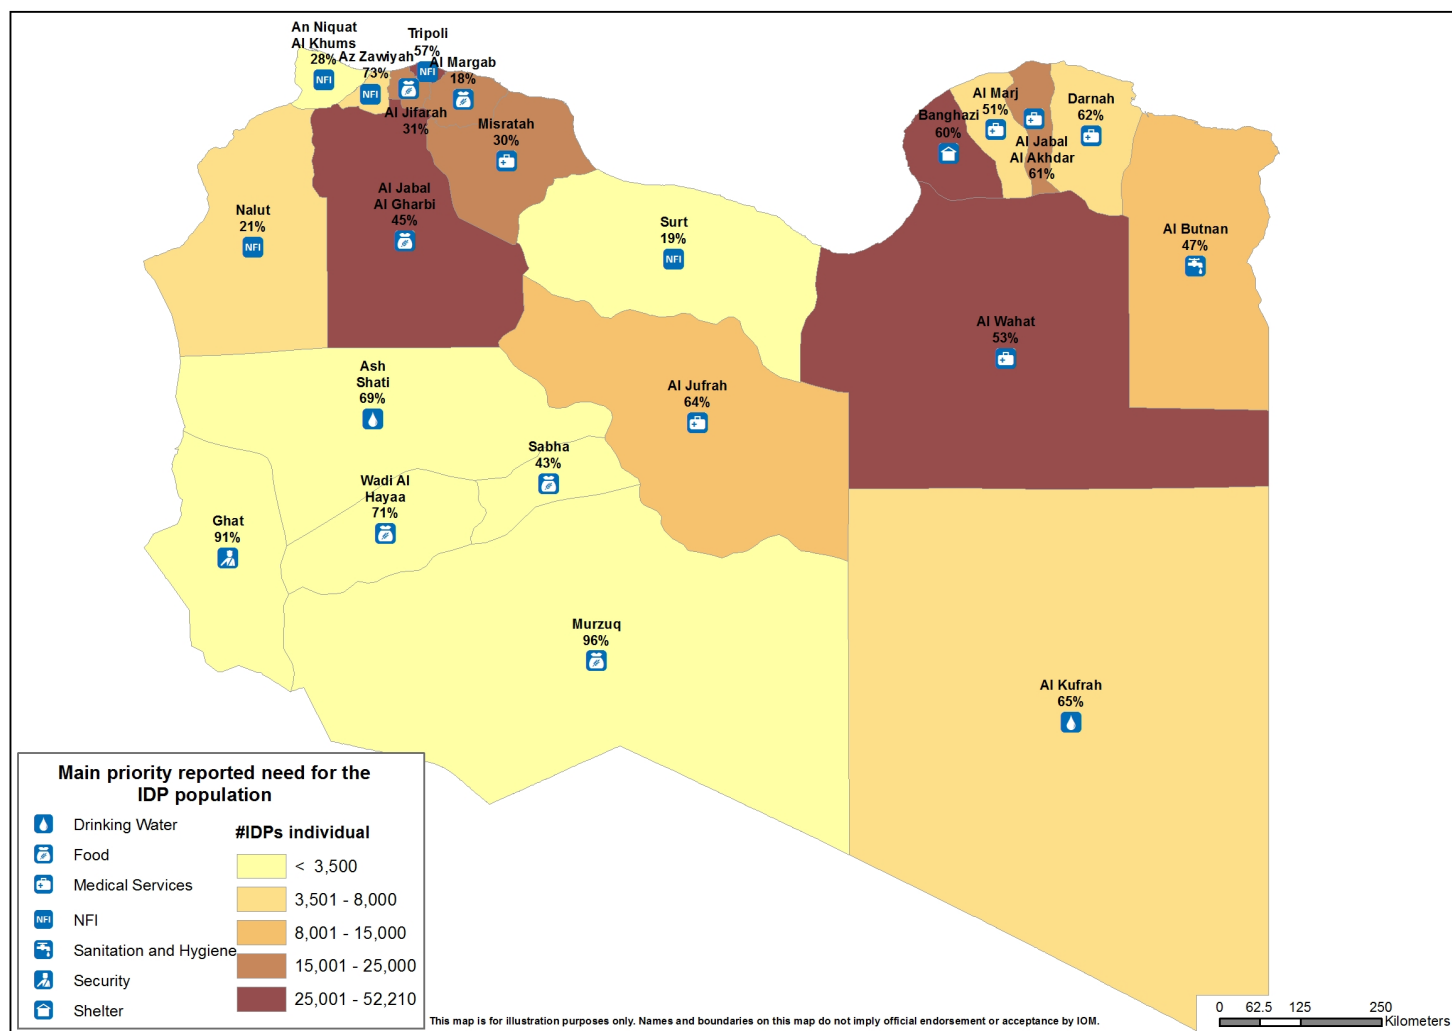 An Niquat
Al Khums
28%
NFI
Az Zawiyah
73%
NFI
Tripoli
57%
NFI
Al Margab
18%
Al Jifarah
31%
Misratah
30%
Al Jabal
Al Gharbi
45%
Nalut
21%
NFI
Surt
19%
NFI
Banghazi
60%
Al Marj
51%
Al Jabal
Al Akhdar
61%
Darnah
62%
Al Butnan
47%
Al Wahat
53%
Ash
Shati
69%
Al Jufrah
64%
Sabha
43%
Wadi Al
Hayaa
71%
Ghat
91%
Murzuq
96%
Al Kufrah
65%
Main priority reported need for the
IDP population
Drinking Water
Food
Medical Services
NFI NFI
Sanitation and Hygiene
Security
Shelter
#IDPs individual
< 3,500
3,501 - 8,000
8,001 - 15,000
15,001 - 25,000
25,001 - 52,210
This map is for illustration purposes only. Names and boundaries on this map do not imply official endorsement or acceptance by IOM.
0 62.5 125 250
Kilometers